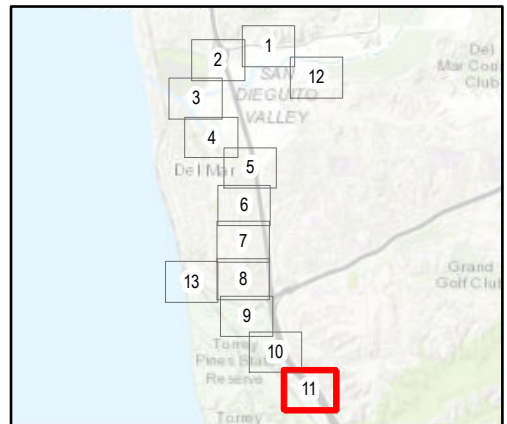 1
2
Del
Mar Cou
Club
SAN
12
DIEGUITO
3
VALLEY
4
Del Mar
5
6
7
Grand
Golf Clu
13
8
9
Torrey
10
Pines State
Reserve
11
Torrey